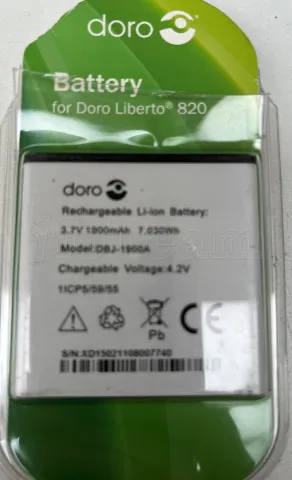 doro
Battery
for Doro Liberto® 820
doro
Rechargeable Li-ion Battery:
3.7V 1900mAh 7.030Wh
Model:DBJ-1900A
Chargeable Voltage:4.2V
1ICP5/59/55
Pb
S/N:XD15021108007740